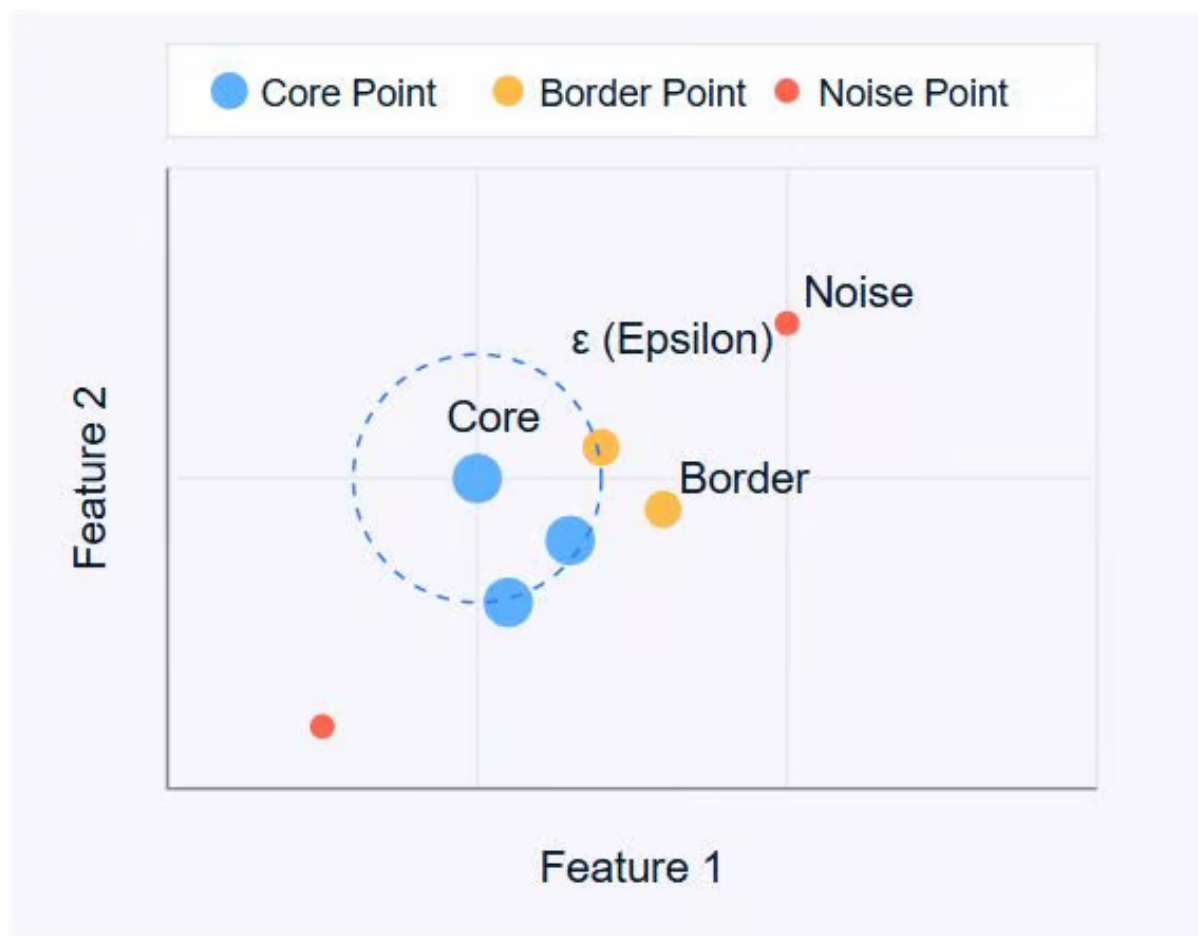 Core Point Border Point Noise Point
Noise
ε (Epsilon)
Core
Border
Feature 2
Feature 1